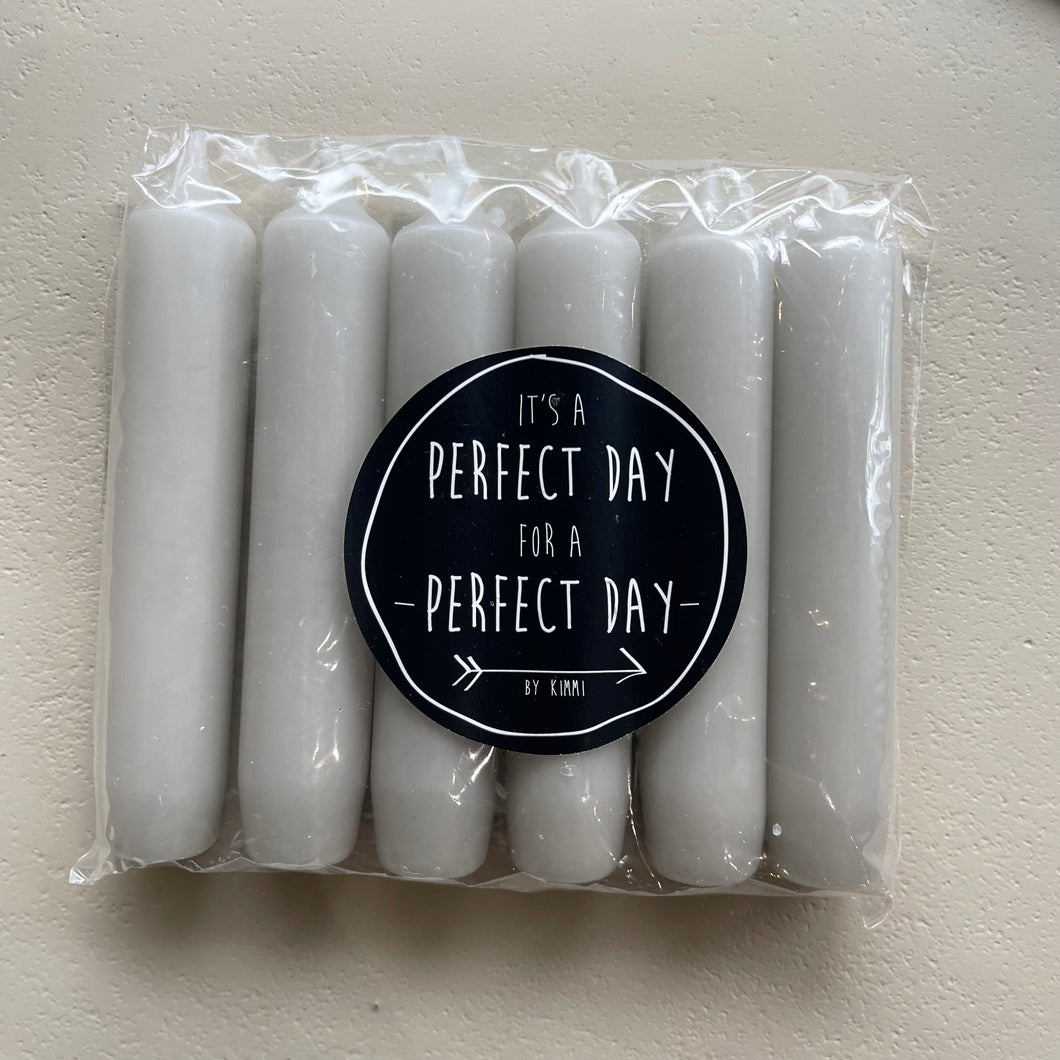 IT'S A
PERFECT DAY
FOR A
-PERFECT DAY-
BY KIMMI